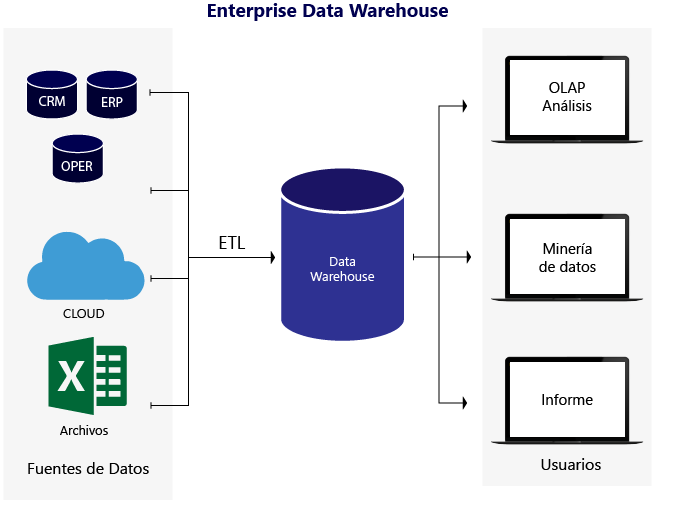 Enterprise Data Warehouse
CRM
ERP
OPER
CLOUD
X
Archivos
Fuentes de Datos
ETL
Data
Warehouse
OLAP
Análisis
Minería
de datos
Informe
Usuarios